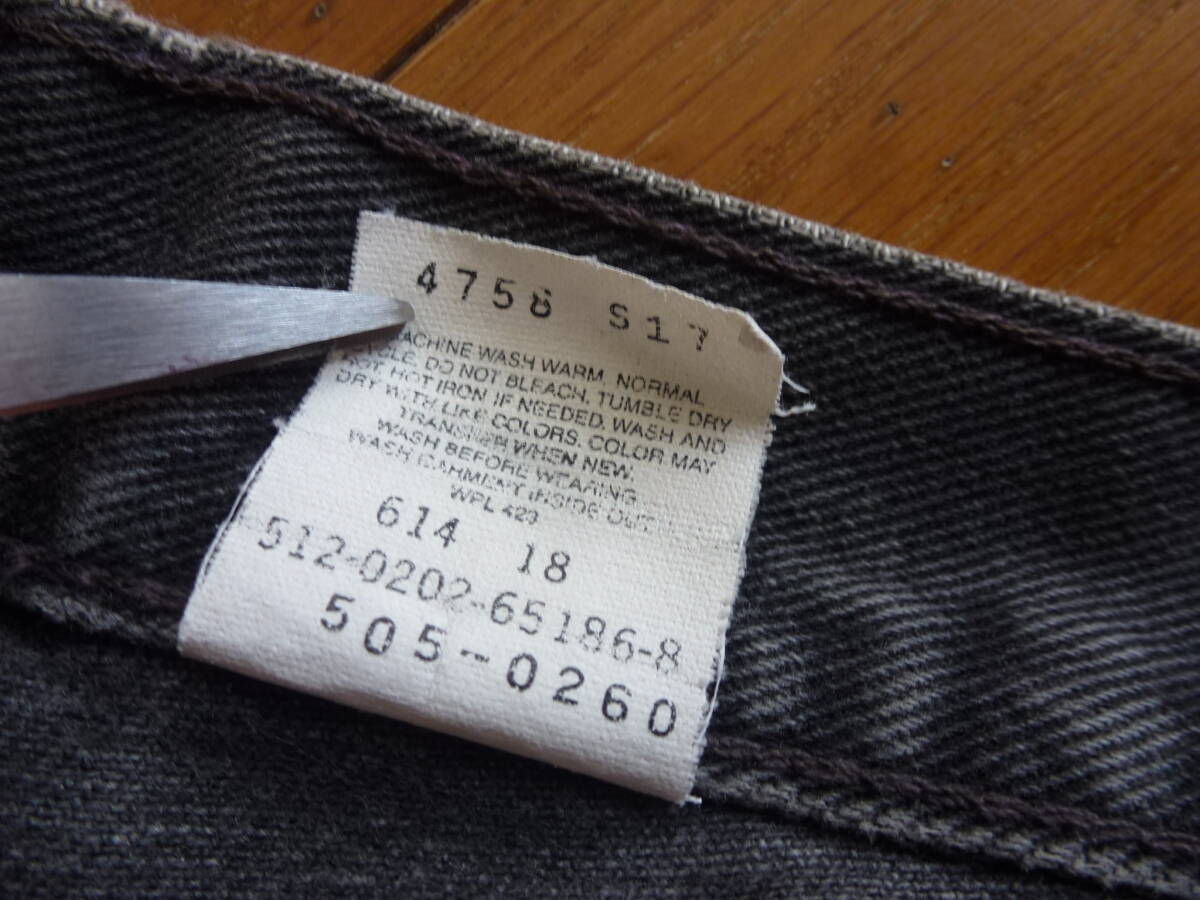 4758 S17
MACHINE WASH WARM, NORMAL
CYCLE. DO NOT BLEACH. TUMBLE DRY
NOT. HOT IRON IF NEEDED. WASH AND
DRY WITH LIKE COLORS. COLOR MAY
TRANSFER WHEN NEW.
WASH BEFORE WEARING.
WASH GARMENT INSIDE OUT.
WPL 423
614 18
512-0202-65186-8
505-0260